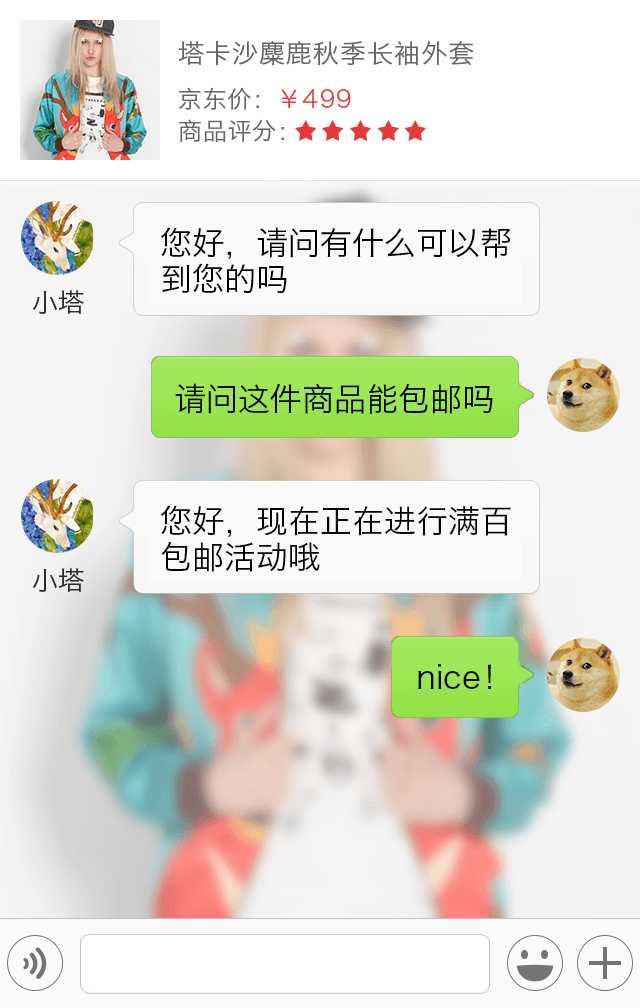 塔卡沙麋鹿秋季长袖外套
京东价：￥499
商品评分：
您好，请问有什么可以帮
到您的吗
小塔
请问这件商品能包邮吗
您好，现在正在进行满百
包邮活动哦
小塔
nice！